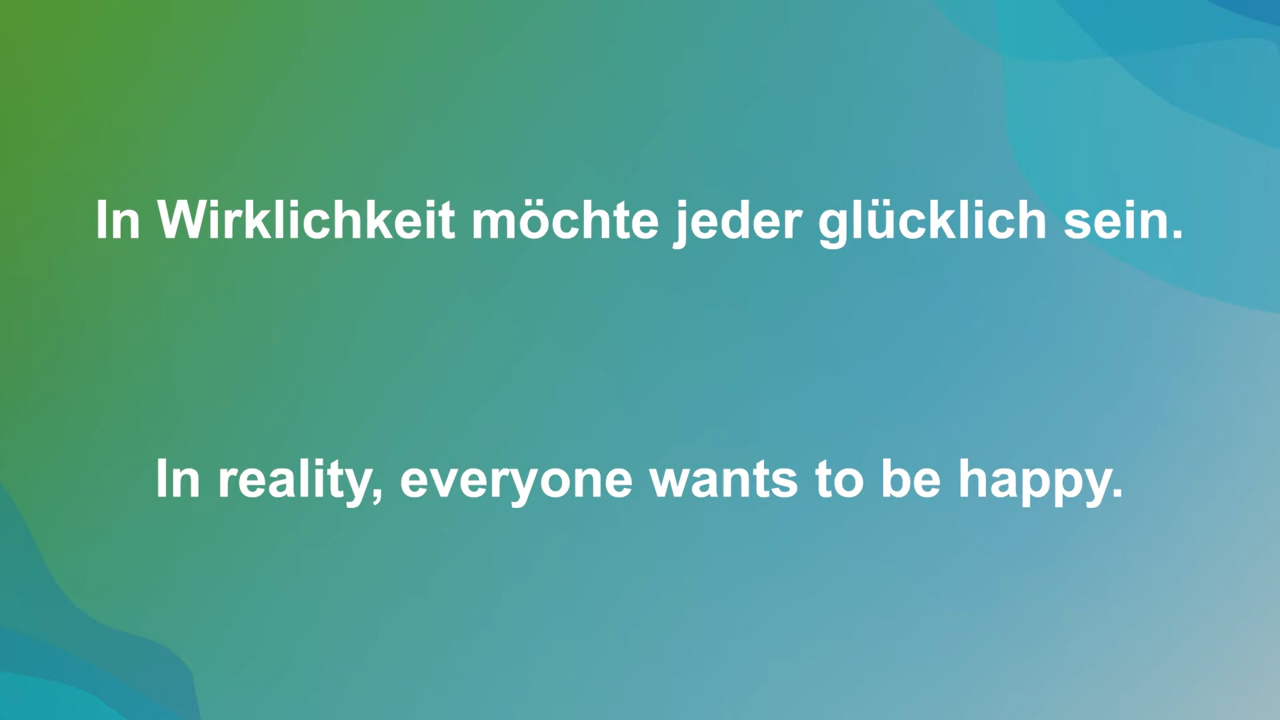 In Wirklichkeit möchte jeder glücklich sein.
In reality, everyone wants to be happy.